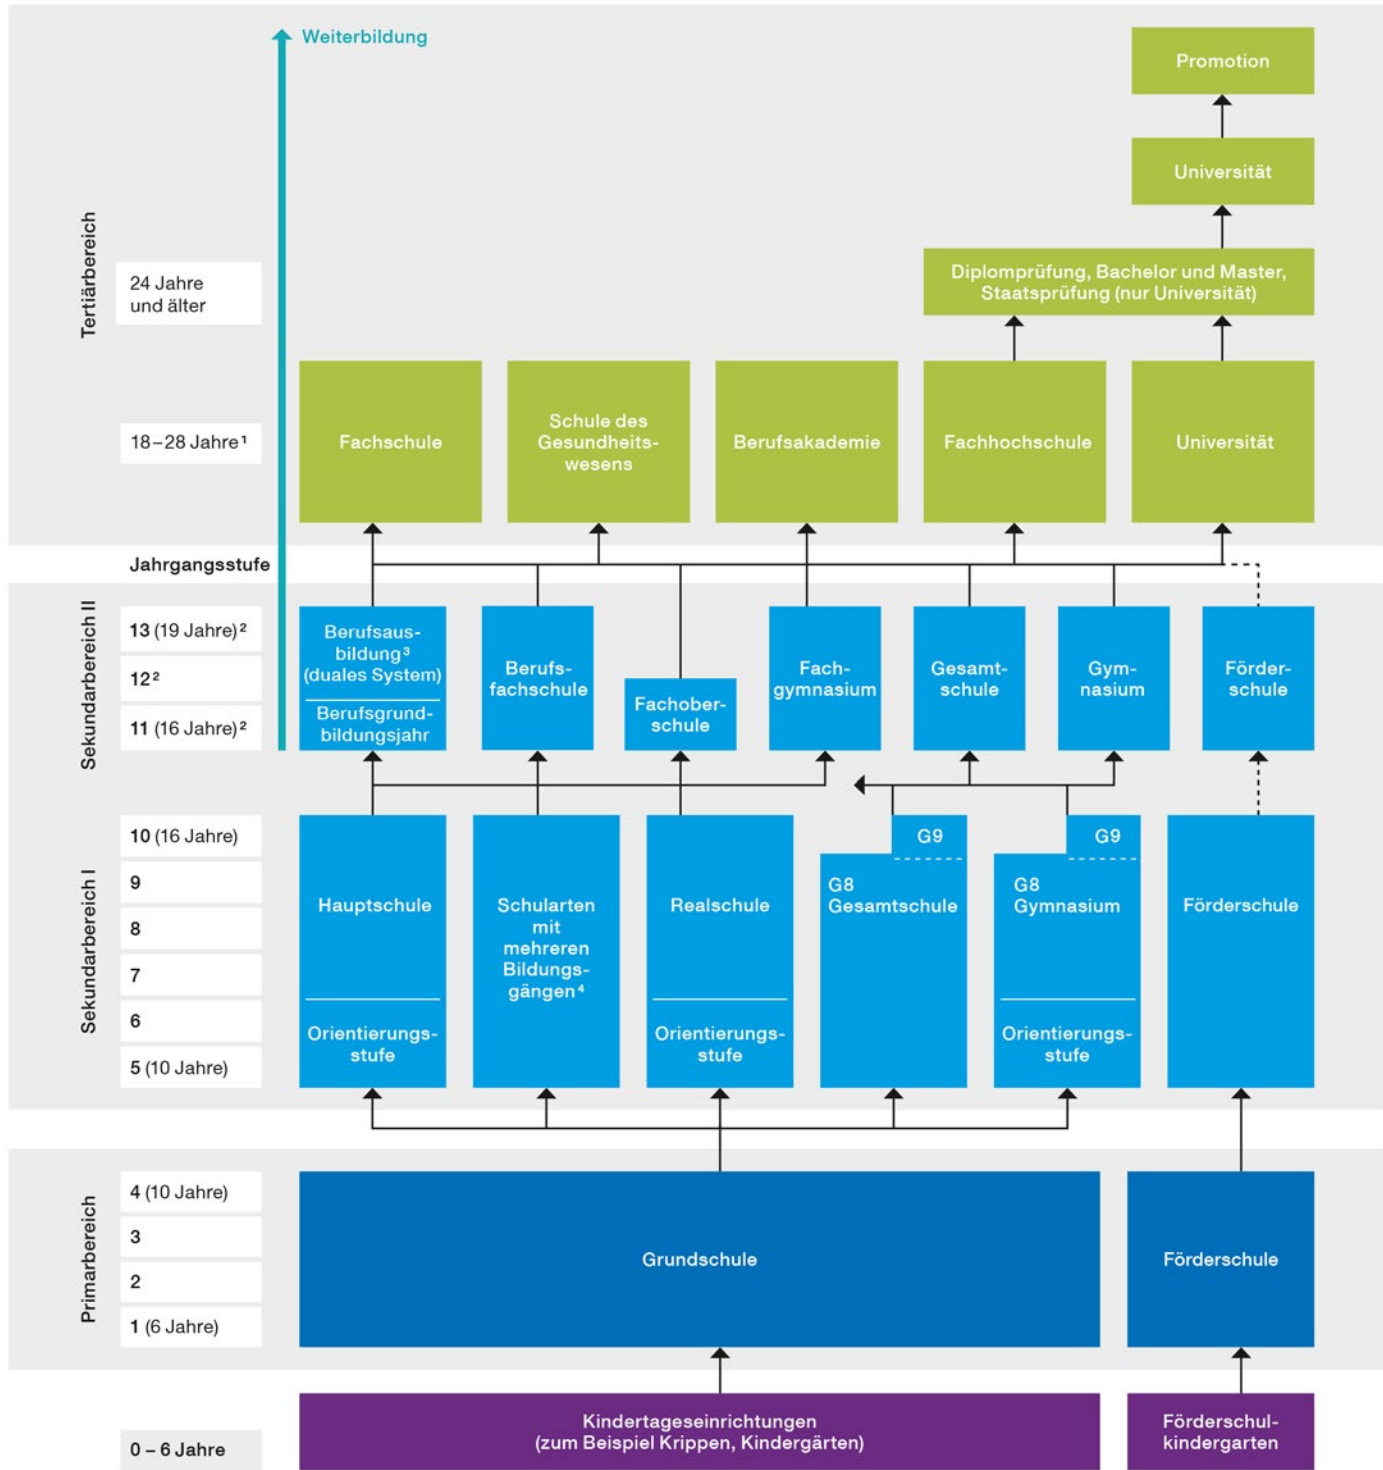 Weiterbildung
Promotion
Universität
Tertiärbereich
24 Jahre
und älter
Diplomprüfung, Bachelor und Master,
Staatsprüfung (nur Universität)
18–28 Jahre¹
Fachschule
Schule des
Gesundheits-
wesens
Berufsakademie
Fachhochschule
Universität
Jahrgangsstufe
Sekundarbereich II
13 (19 Jahre)²
12²
11 (16 Jahre)²
Berufsaus-
bildung³
(duales System)
Berufsgrund-
bildungsjahr
Berufs-
fachschule
Fachober-
schule
Fach-
gymnasium
Gesamt-
schule
Gym-
nasium
Förder-
schule
Sekundarbereich I
10 (16 Jahre)
9
8
7
6
5 (10 Jahre)
Hauptschule
Orientierungs-
stufe
Schularten
mit
mehreren
Bildungs-
gängen⁴
Realschule
Orientierungs-
stufe
G9
G8
Gesamtschule
G9
G8
Gymnasium
Orientierungs-
stufe
Förderschule
Primarbereich
4 (10 Jahre)
3
2
1 (6 Jahre)
Grundschule
Förderschule
0 – 6 Jahre
Kindertageseinrichtungen
(zum Beispiel Krippen, Kindergärten)
Förderschul-
kindergarten